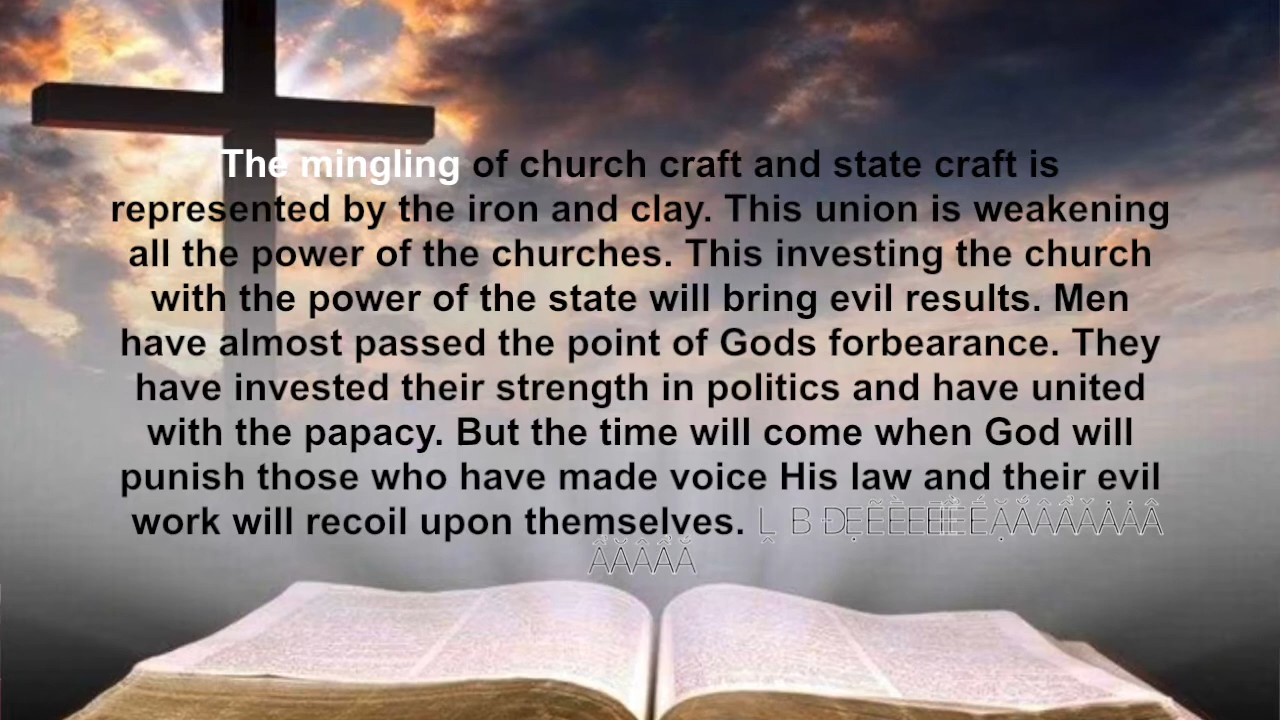 The mingling of church craft and state craft is
represented by the iron and clay. This union is weakening
all the power of the churches. This investing the church
with the power of the state will bring evil results. Men
have almost passed the point of Gods forbearance. They
have invested their strength in politics and have united
with the papacy. But the time will come when God will
punish those who have made voice His law and their evil
work will recoil upon themselves.